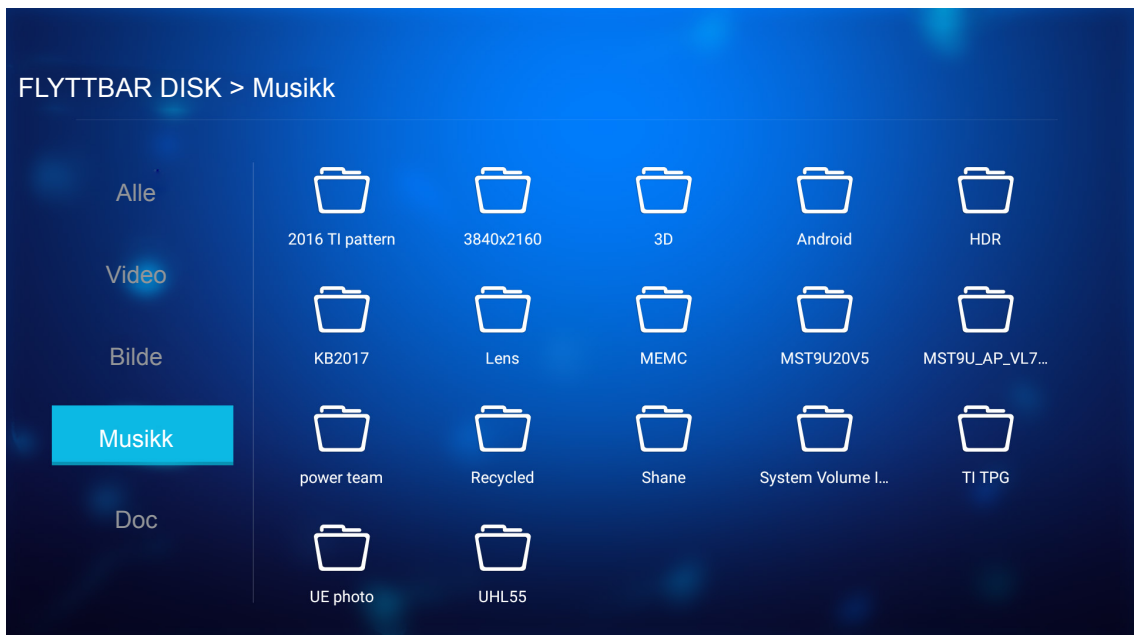 FLYTTBAR DISK > Musikk
Alle
Video
Bilde
Musikk
Doc
2016 TI pattern
3840x2160
3D
Android
HDR
KB2017
Lens
MEMC
MST9U20V5
MST9U_AP_VL7...
power team
Recycled
Shane
System Volume I...
TI TPG
UE photo
UHL55